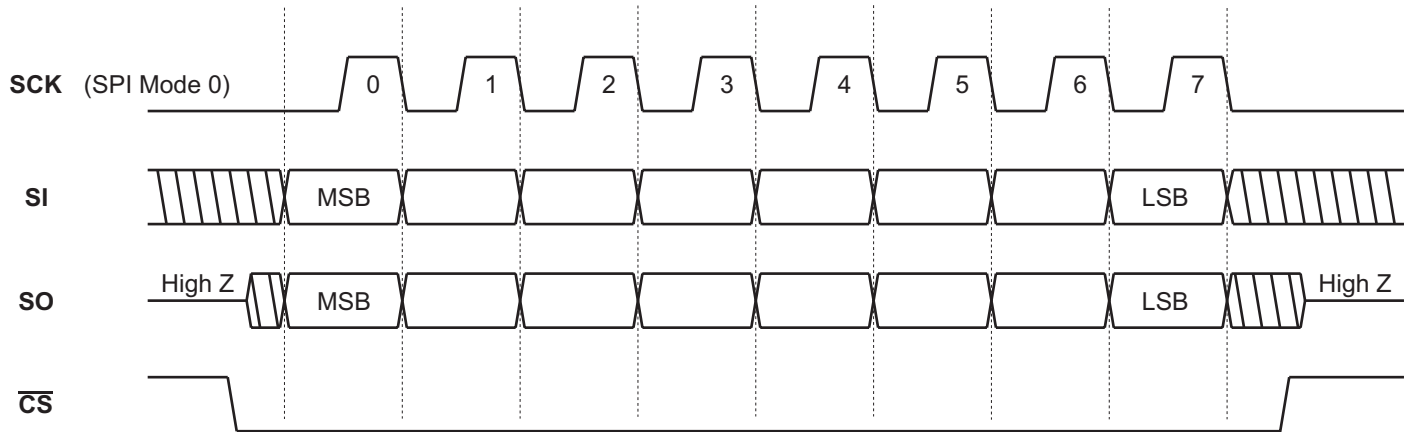 SCK (SPI Mode 0) 0 1 2 3 4 5 6 7
SI MSB LSB
High Z High Z
SO MSB LSB
CS